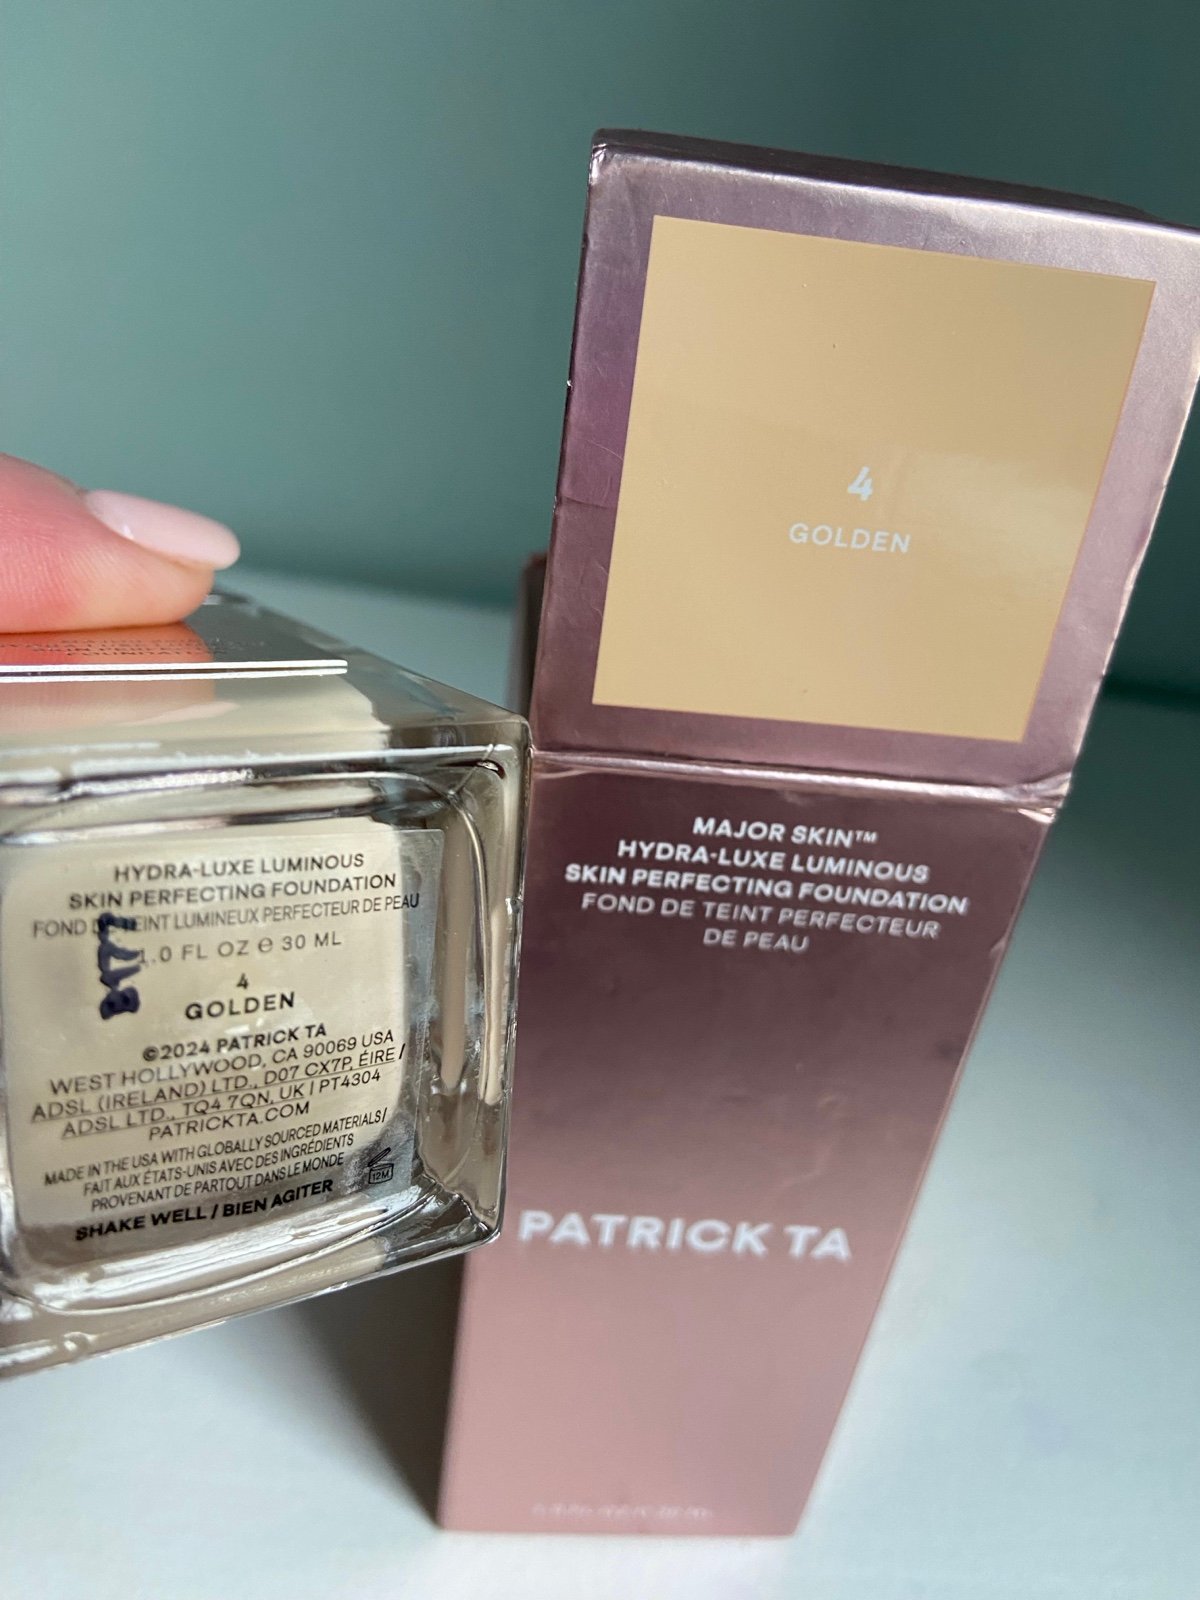 4
GOLDEN
MAJOR SKIN™
HYDRA-LUXE LUMINOUS
SKIN PERFECTING FOUNDATION
FOND DE TEINT PERFECTEUR
DE PEAU
PATRICK TA
HYDRA-LUXE LUMINOUS
SKIN PERFECTING FOUNDATION
FOND DE TEINT LUMINEUX PERFECTEUR DE PEAU
1.0 FL OZ e 30 ML
4
GOLDEN
©2024 PATRICK TA
WEST HOLLYWOOD, CA 90069 USA
ADSL (IRELAND) LTD., D07 CX7P, ÉIRE /
ADSL LTD., TQ4 7QN, UK | PT4304
PATRICKTA.COM
MADE IN THE USA WITH GLOBALLY SOURCED MATERIALS /
FAIT AUX ÉTATS-UNIS AVEC DES INGRÉDIENTS
PROVENANT DE PARTOUT DANS LE MONDE
12M
SHAKE WELL / BIEN AGITER